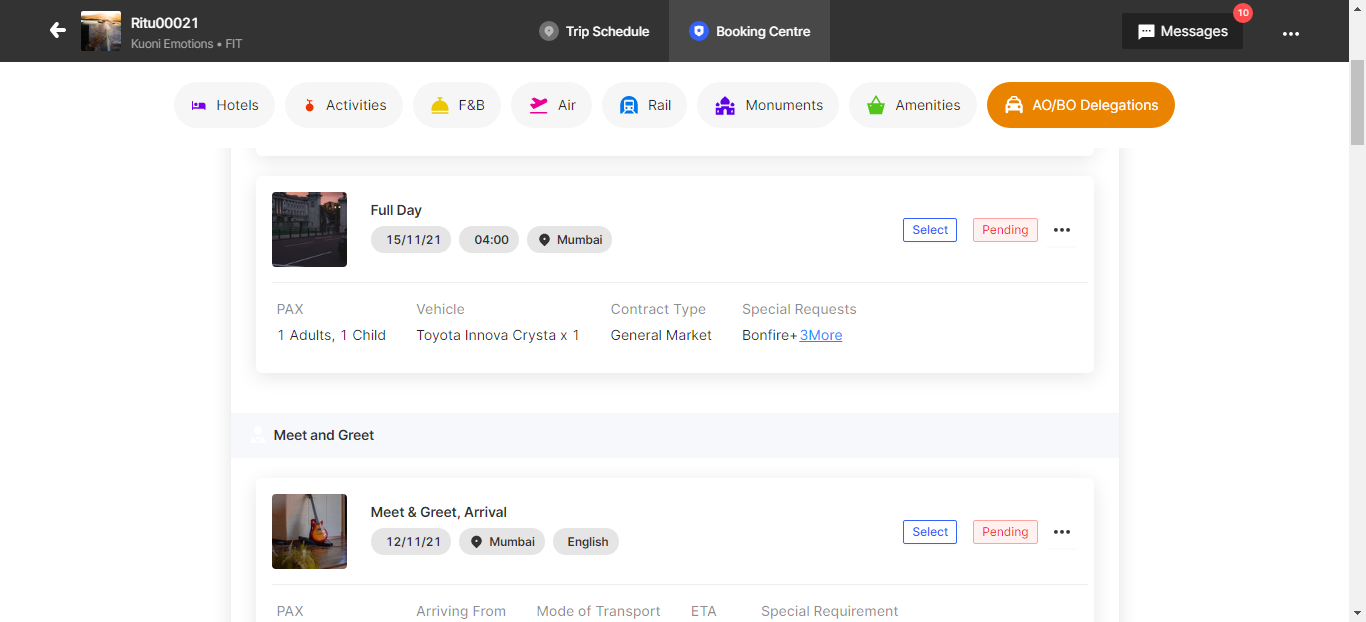 Ritu00021
Kuoni Emotions • FIT
Trip Schedule
Booking Centre
Messages
10
Hotels
Activities
F&B
Air
Rail
Monuments
Amenities
AO/BO Delegations
Full Day
15/11/21 04:00 Mumbai
Select
Pending
PAX Vehicle Contract Type Special Requests
1 Adults, 1 Child Toyota Innova Crysta x 1 General Market Bonfire+3More
Meet and Greet
Meet & Greet, Arrival
12/11/21 Mumbai English
Select
Pending
PAX Arriving From Mode of Transport ETA Special Requirement